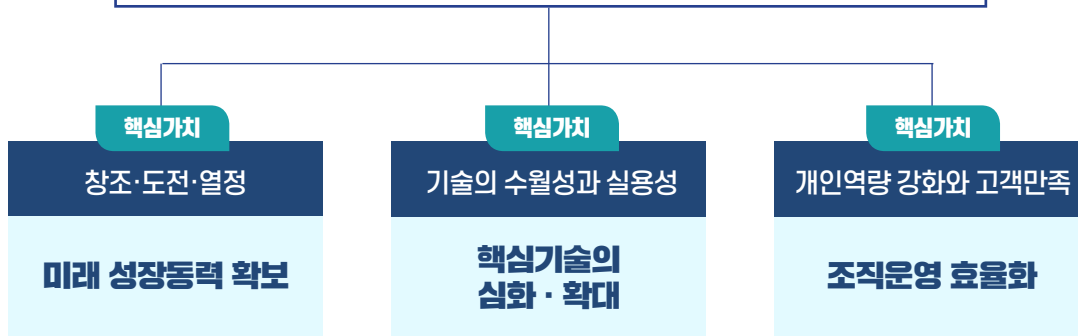 핵심가치
창조·도전·열정
미래 성장동력 확보
핵심가치
기술의 수월성과 실용성
핵심기술의
심화 · 확대
핵심가치
개인역량 강화와 고객만족
조직운영 효율화